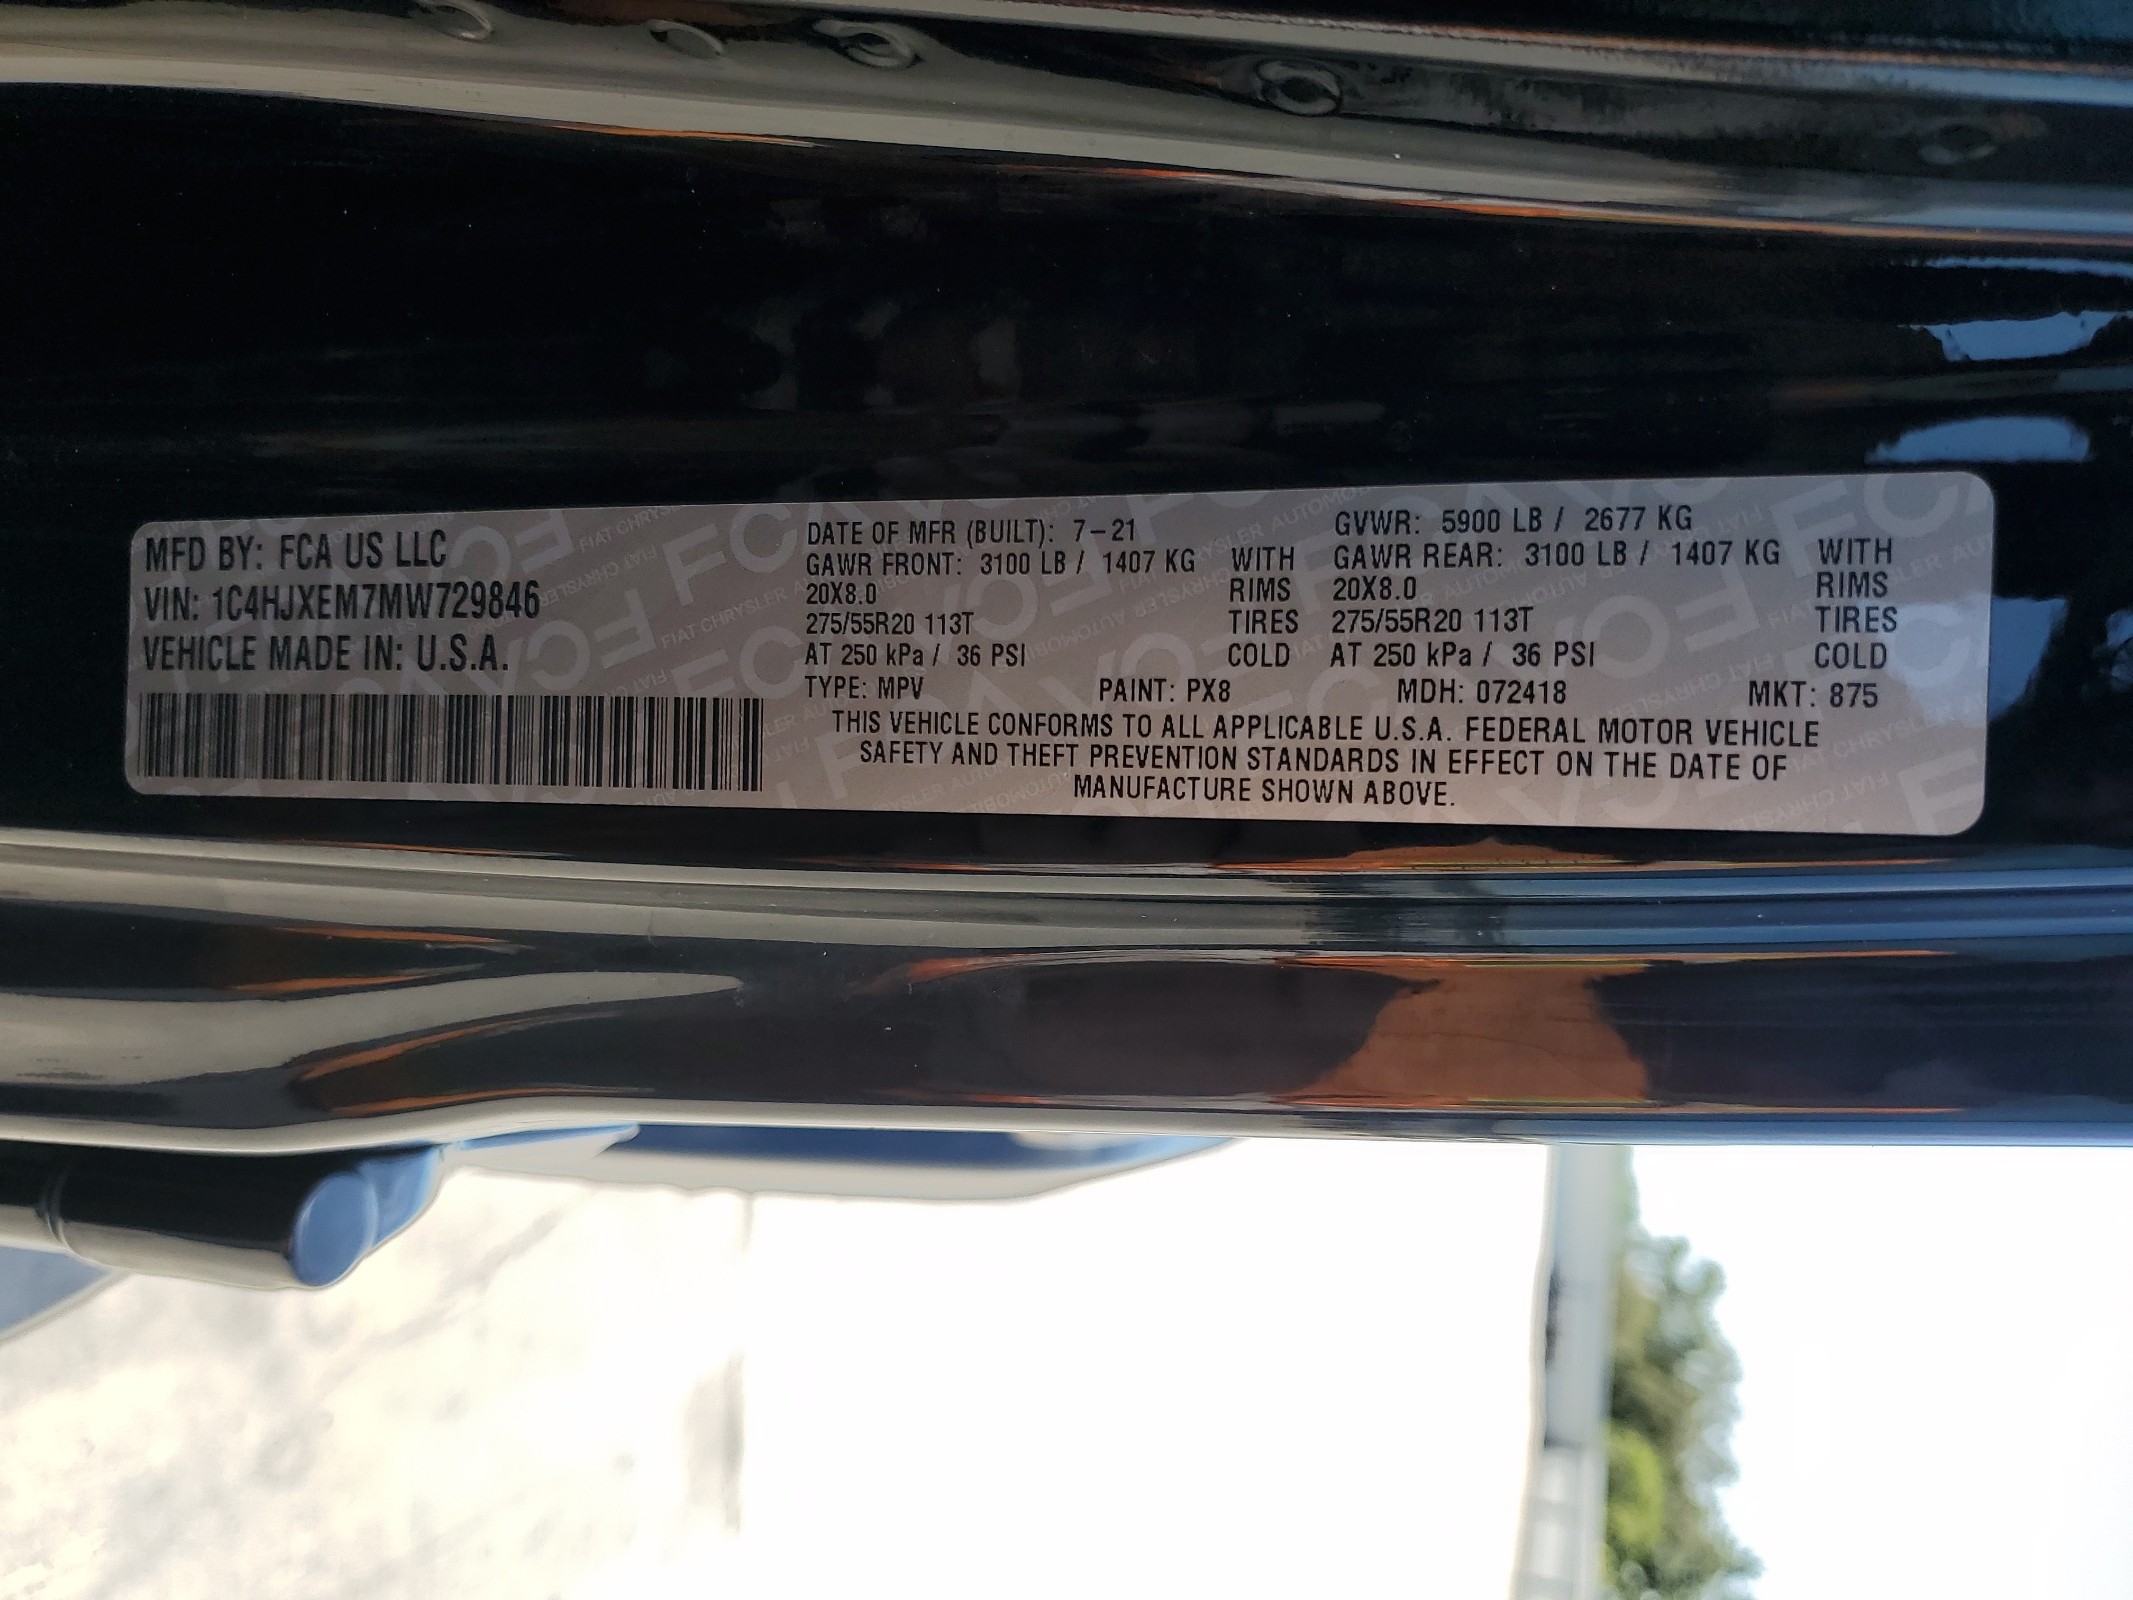 MFD BY: FCA US LLC
VIN: 1C4HJXEM7MW729846
VEHICLE MADE IN: U.S.A.
DATE OF MFR (BUILT): 7-21 GVWR: 5900 LB / 2677 KG
GAWR FRONT: 3100 LB / 1407 KG WITH GAWR REAR: 3100 LB / 1407 KG WITH
20X8.0 RIMS 20X8.0 RIMS
275/55R20 113T TIRES 275/55R20 113T TIRES
AT 250 kPa / 36 PSI COLD AT 250 kPa / 36 PSI COLD
TYPE: MPV PAINT: PX8 MDH: 072418 MKT: 875
THIS VEHICLE CONFORMS TO ALL APPLICABLE U.S.A. FEDERAL MOTOR VEHICLE
SAFETY AND THEFT PREVENTION STANDARDS IN EFFECT ON THE DATE OF
MANUFACTURE SHOWN ABOVE.